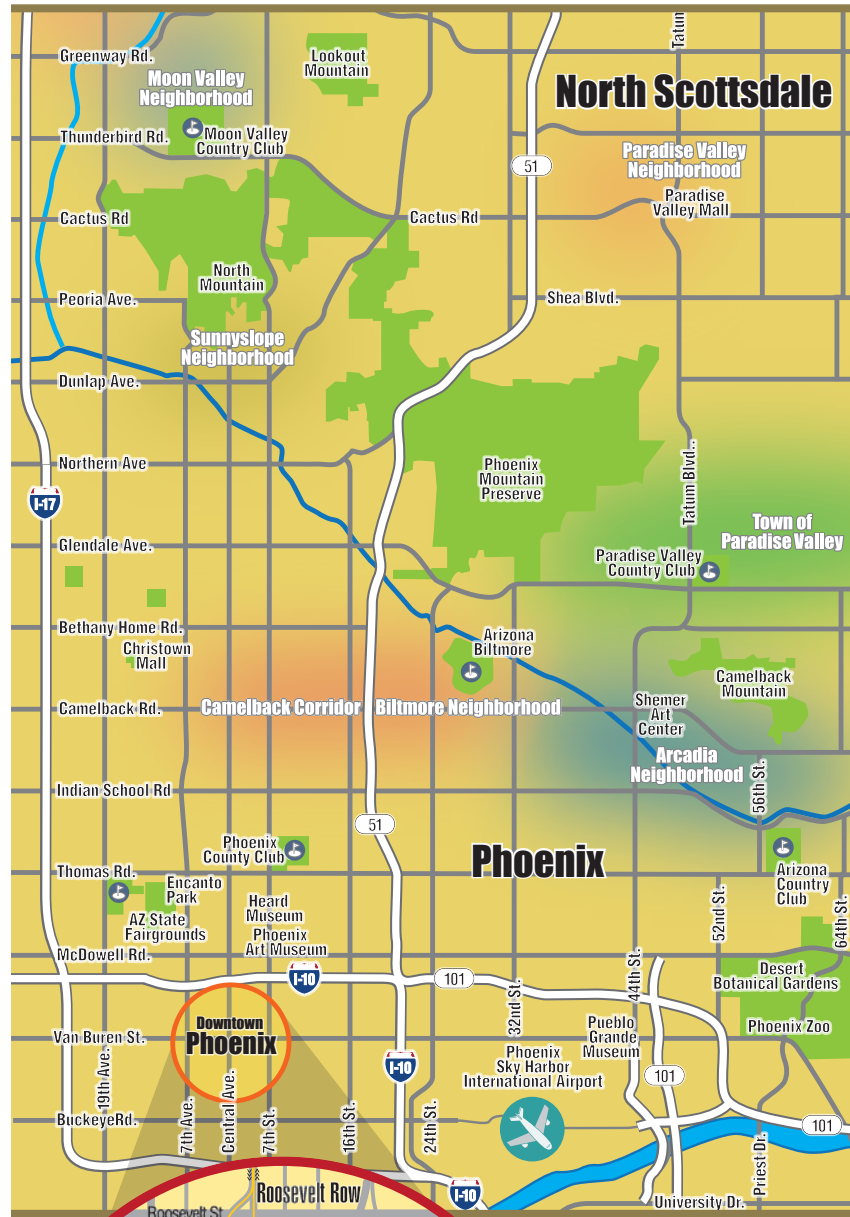 Tatum
Greenway Rd.
Lookout
Mountain
Moon Valley
Neighborhood
North Scottsdale
Thunderbird Rd.
Moon Valley
Country Club
51
Paradise Valley
Neighborhood
Paradise
Valley Mall
Cactus Rd
Cactus Rd
North
Mountain
Peoria Ave.
Shea Blvd.
Sunnyslope
Neighborhood
Dunlap Ave.
Northern Ave
Phoenix
Mountain
Preserve
Tatum Blvd..
I-17
Town of
Paradise Valley
Glendale Ave.
Paradise Valley
Country Club
Bethany Home Rd.
Christown
Mall
Arizona
Biltmore
Camelback
Mountain
Camelback Rd.
Camelback Corridor
Biltmore Neighborhood
Shemer
Art
Center
Arcadia
Neighborhood
56th St.
Indian School Rd
51
Phoenix
County Club
Phoenix
Thomas Rd.
Encanto
Park
Arizona
Country
Club
AZ State
Fairgrounds
Heard
Museum
Phoenix
Art Museum
52nd St.
64th St.
McDowell Rd.
I-10
101
32nd St.
44th St.
Desert
Botanical Gardens
Downtown
Phoenix
Van Buren St.
Pueblo
Grande
Museum
Phoenix Zoo
19th Ave.
I-10
Phoenix
Sky Harbor
International Airport
101
BuckeyeRd.
7th Ave.
Central Ave.
7th St.
16th St.
24th St.
101
Priest Dr.
Roosevelt Row
I-10
University Dr.
Roosevelt St